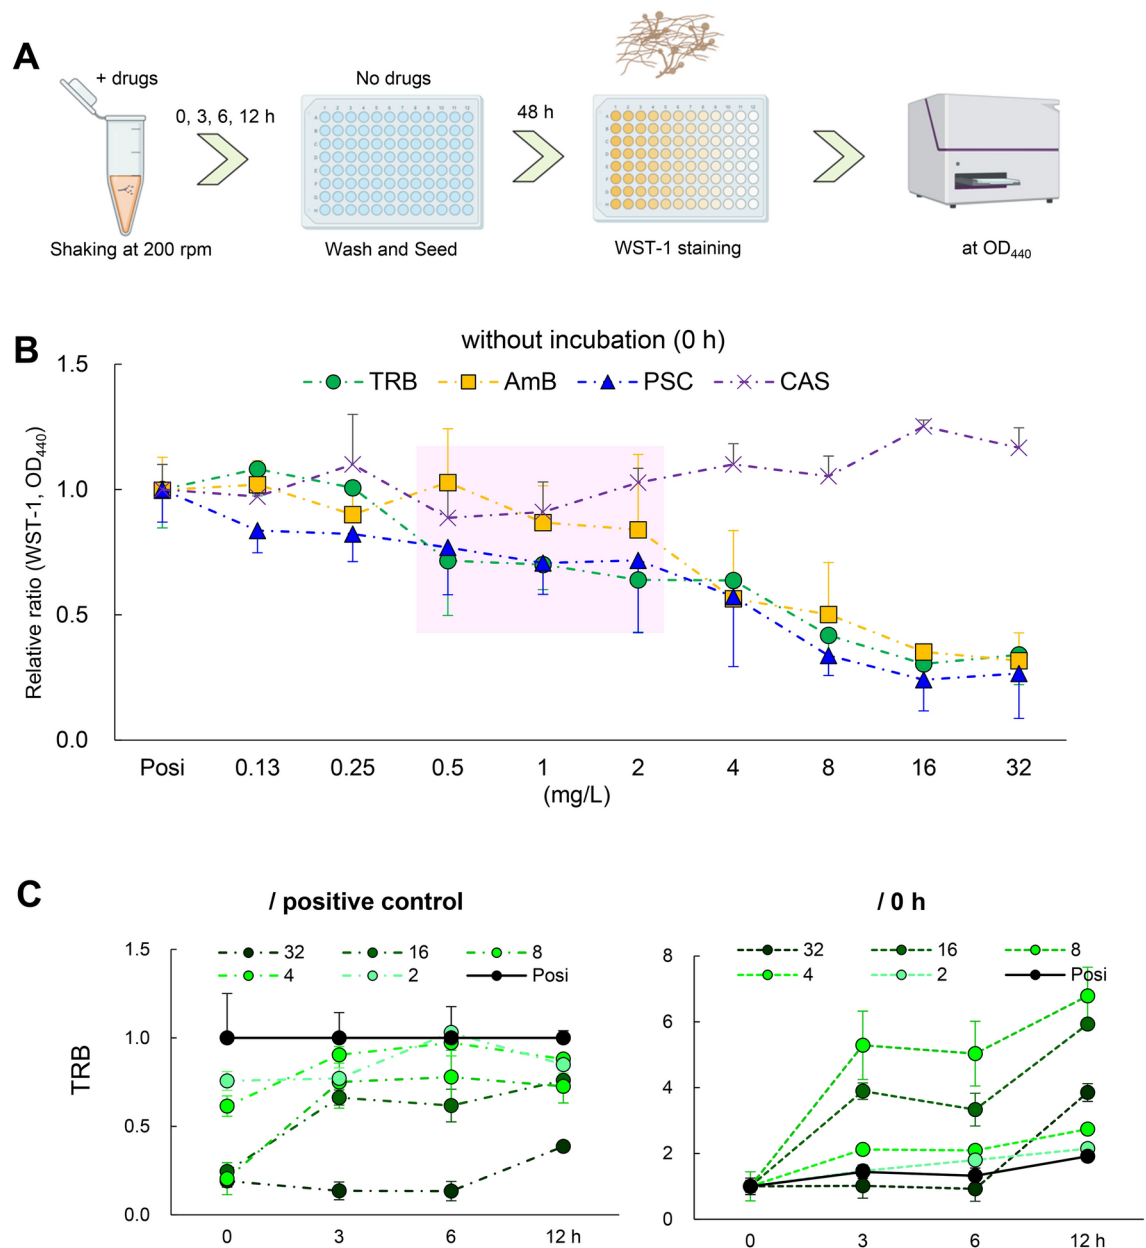 A
+ drugs
0, 3, 6, 12 h
No drugs
48 h
Shaking at 200 rpm
Wash and Seed
WST-1 staining
at OD440
B
without incubation (0 h)
TRB AmB PSC CAS
Relative ratio (WST-1, OD440)
1.5
1.0
0.5
0.0
Posi 0.13 0.25 0.5 1 2 4 8 16 32
(mg/L)
C
/ positive control
TRB
32 16 8
4 2 Posi
1.5
1.0
0.5
0.0
0 3 6 12 h
/ 0 h
32 16 8
4 2 Posi
8
6
4
2
0
0 3 6 12 h